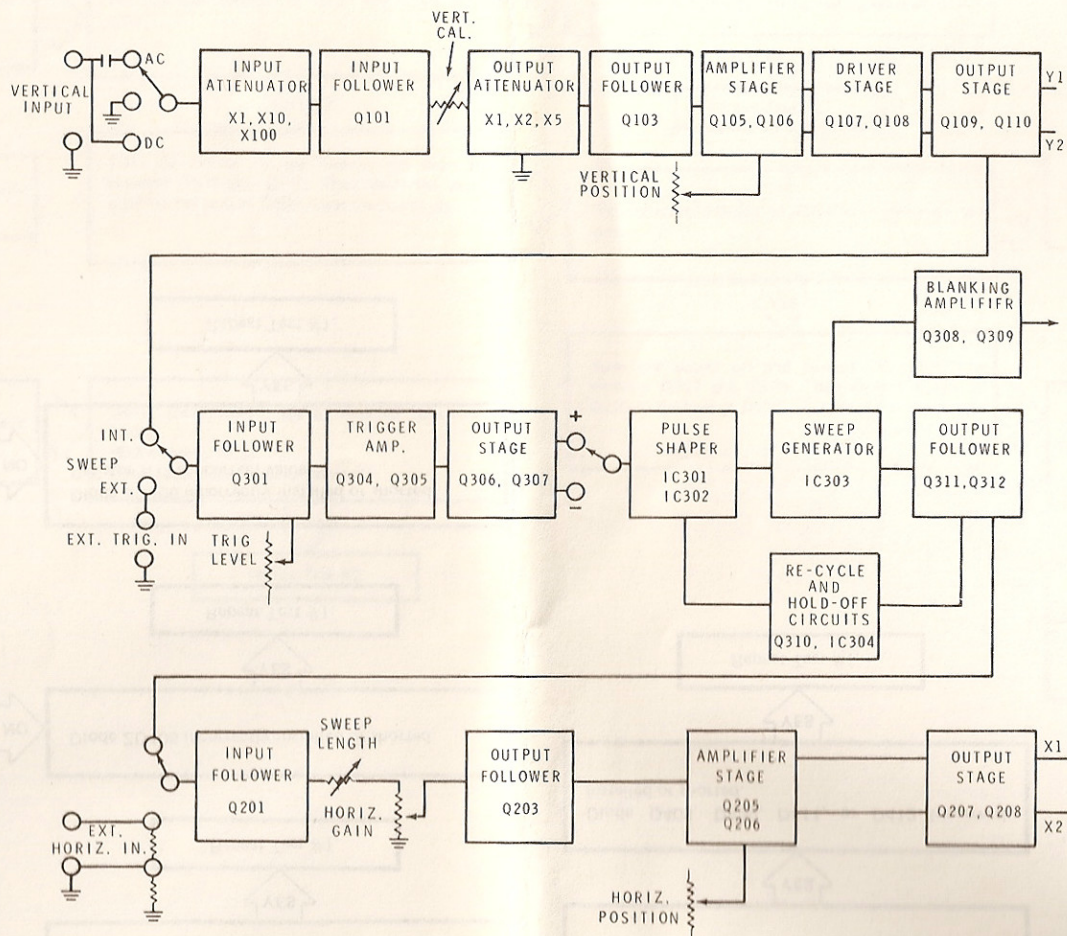 VERT.
CAL.
AC
VERTICAL
INPUT
DC
INPUT
ATTENUATOR
X1, X10,
X100
INPUT
FOLLOWER
Q101
OUTPUT
ATTENUATOR
X1, X2, X5
OUTPUT
FOLLOWER
Q103
AMPLIFIER
STAGE
Q105, Q106
DRIVER
STAGE
Q107, Q108
OUTPUT
STAGE
Q109, Q110
Y1
Y2
VERTICAL
POSITION
BLANKING
AMPLIFIFR
Q308, Q309
INT.
SWEEP
EXT.
EXT. TRIG. IN
INPUT
FOLLOWER
Q301
TRIG
LEVEL
TRIGGER
AMP.
Q304, Q305
OUTPUT
STAGE
Q306, Q307
+
−
PULSE
SHAPER
IC301
IC302
SWEEP
GENERATOR
IC303
OUTPUT
FOLLOWER
Q311, Q312
RE-CYCLE
AND
HOLD-OFF
CIRCUITS
Q310, IC304
EXT.
HORIZ. IN.
INPUT
FOLLOWER
Q201
SWEEP
LENGTH
HORIZ.
GAIN
OUTPUT
FOLLOWER
Q203
AMPLIFIER
STAGE
Q205
Q206
OUTPUT
STAGE
Q207, Q208
X1
X2
HORIZ.
POSITION